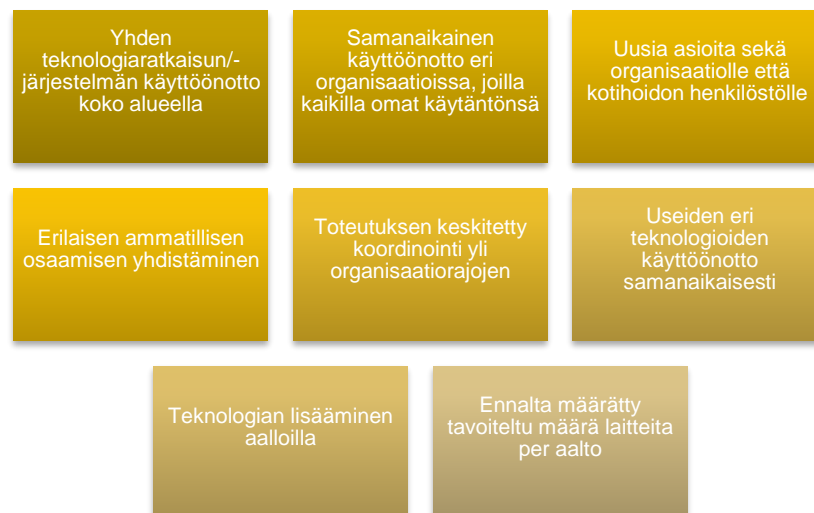 Yhden
teknologiaratkaisun/-
järjestelmän käyttöönotto
koko alueella
Samanaikainen
käyttöönotto eri
organisaatioissa, joilla
kaikilla omat käytäntönsä
Uusia asioita sekä
organisaatiolle että
kotihoidon henkilöstölle
Erilaisen ammatillisen
osaamisen yhdistäminen
Toteutuksen keskitetty
koordinointi yli
organisaatiorajojen
Useiden eri
teknologioiden
käyttöönotto
samanaikaisesti
Teknologian lisääminen
aalloilla
Ennalta määrätty
tavoiteltu määrä laitteita
per aalto